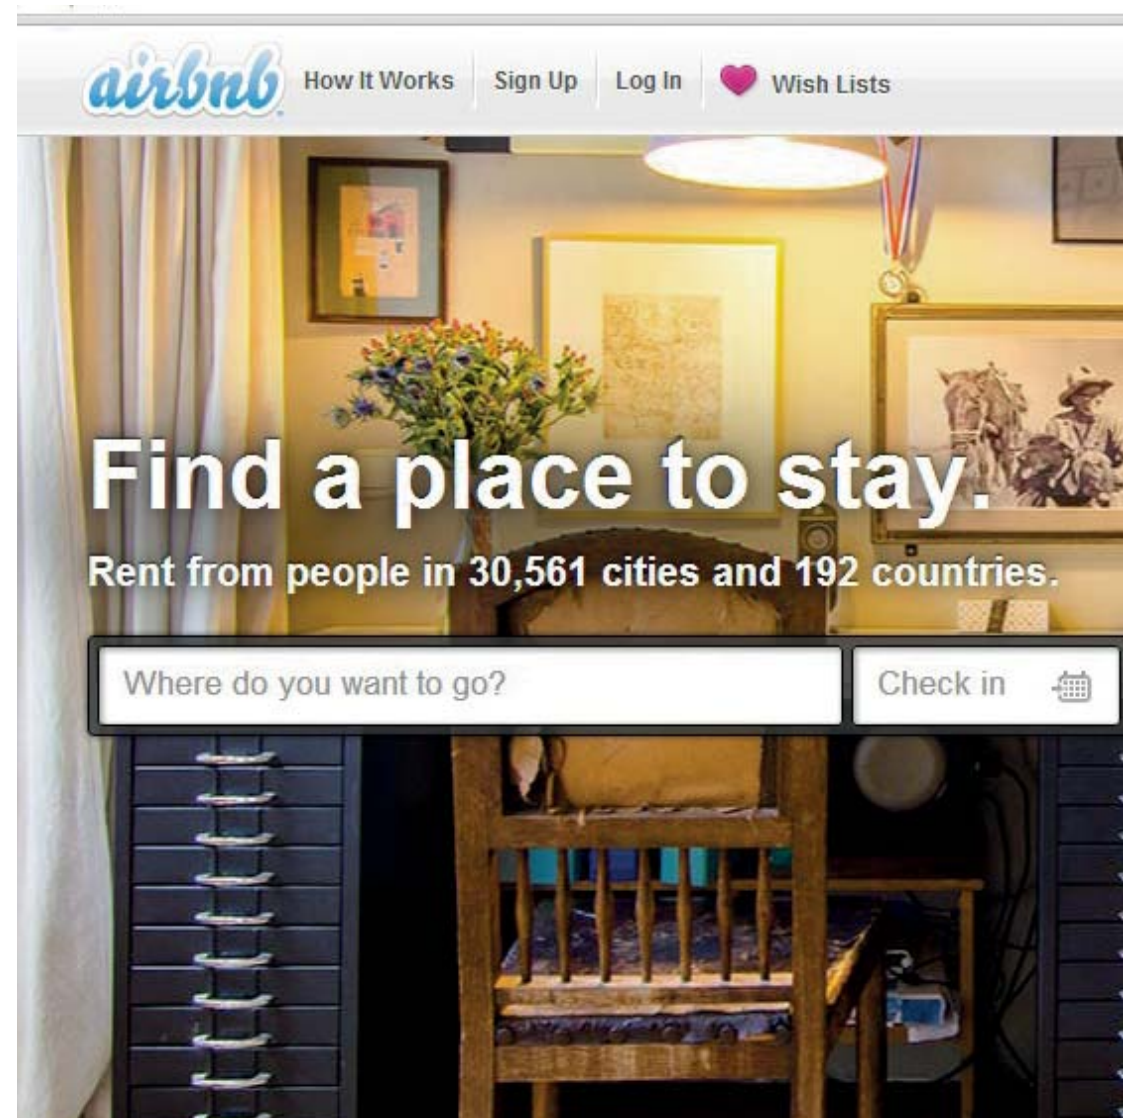 airbnb How It Works Sign Up Log In Wish Lists
Find a place to stay.
Rent from people in 30,561 cities and 192 countries.
Where do you want to go? Check in